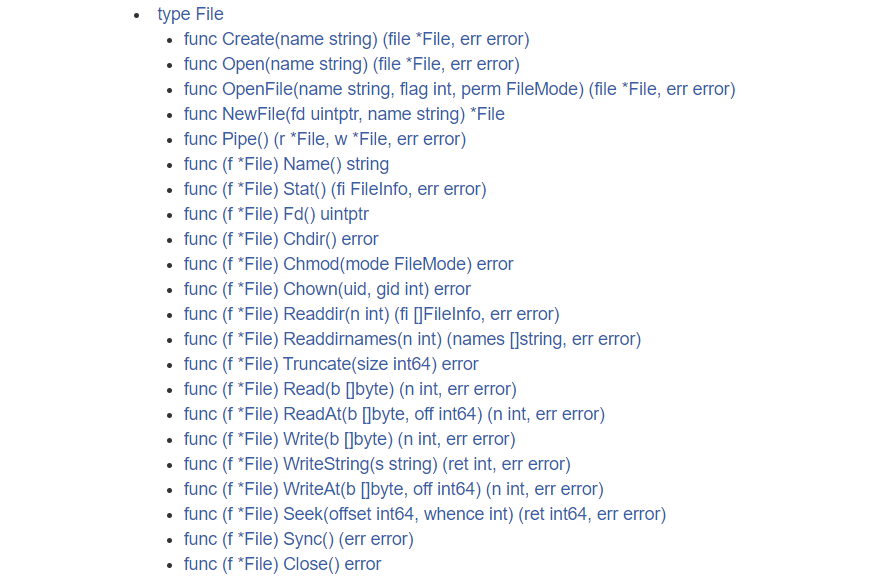 type File
func Create(name string) (file *File, err error)
func Open(name string) (file *File, err error)
func OpenFile(name string, flag int, perm FileMode) (file *File, err error)
func NewFile(fd uintptr, name string) *File
func Pipe() (r *File, w *File, err error)
func (f *File) Name() string
func (f *File) Stat() (fi FileInfo, err error)
func (f *File) Fd() uintptr
func (f *File) Chdir() error
func (f *File) Chmod(mode FileMode) error
func (f *File) Chown(uid, gid int) error
func (f *File) Readdir(n int) (fi []FileInfo, err error)
func (f *File) Readdirnames(n int) (names []string, err error)
func (f *File) Truncate(size int64) error
func (f *File) Read(b []byte) (n int, err error)
func (f *File) ReadAt(b []byte, off int64) (n int, err error)
func (f *File) Write(b []byte) (n int, err error)
func (f *File) WriteString(s string) (ret int, err error)
func (f *File) WriteAt(b []byte, off int64) (n int, err error)
func (f *File) Seek(offset int64, whence int) (ret int64, err error)
func (f *File) Sync() (err error)
func (f *File) Close() error